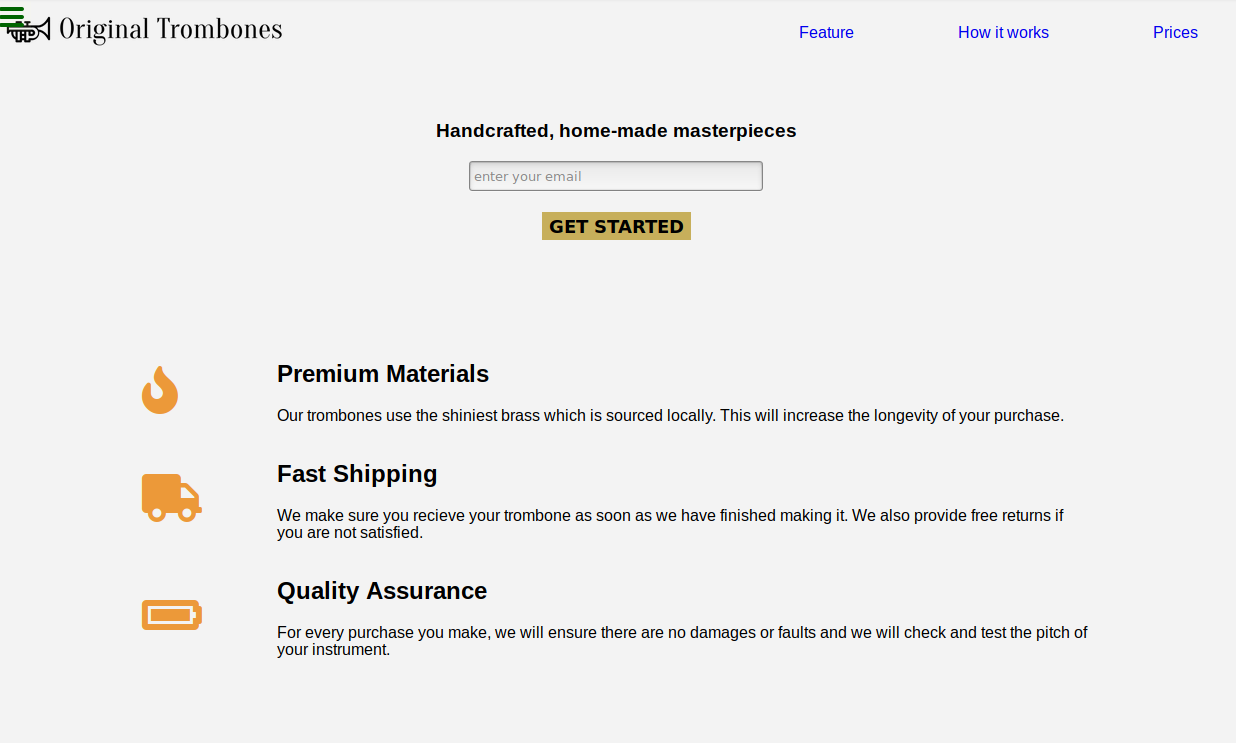 Original Trombones
Feature
How it works
Prices
Handcrafted, home-made masterpieces
enter your email
GET STARTED
Premium Materials
Our trombones use the shiniest brass which is sourced locally. This will increase the longevity of your purchase.
Fast Shipping
We make sure you recieve your trombone as soon as we have finished making it. We also provide free returns if
you are not satisfied.
Quality Assurance
For every purchase you make, we will ensure there are no damages or faults and we will check and test the pitch of
your instrument.